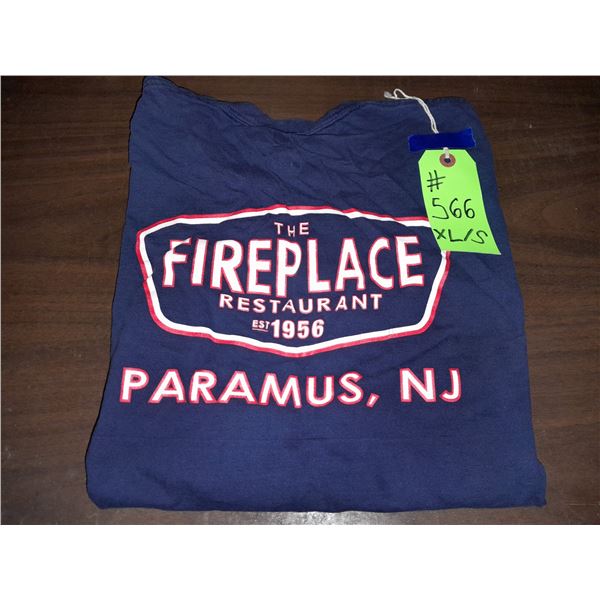 THE
FIREPLACE
RESTAURANT
EST 1956
PARAMUS, NJ
#
566
XL/S